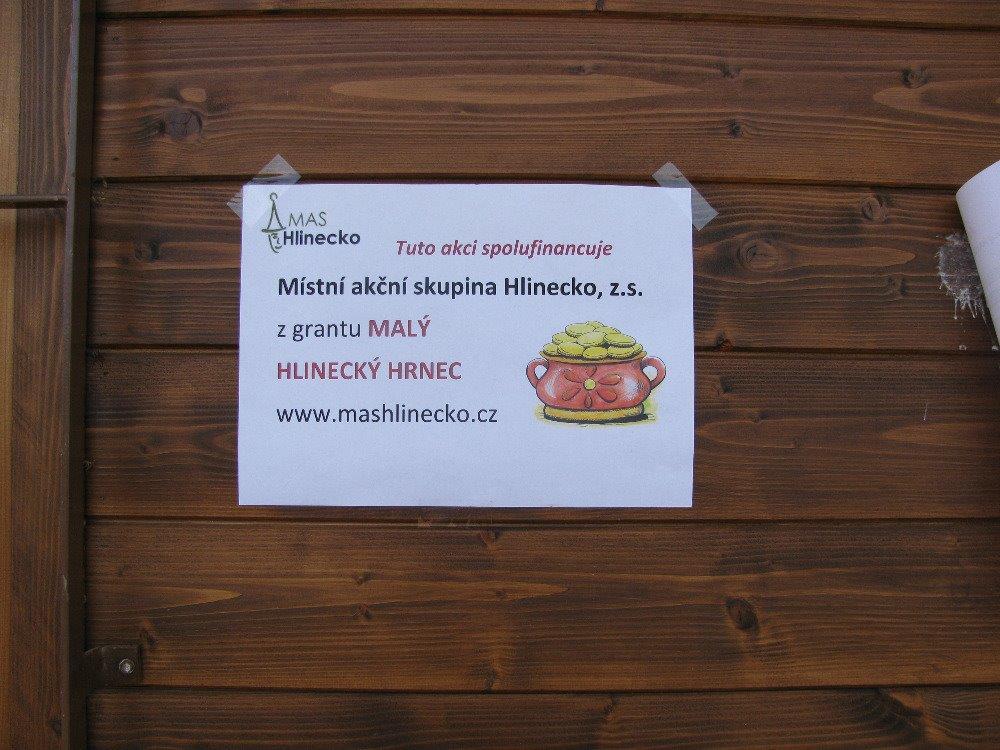 MAS
Hlinecko
Tuto akci spolufinancuje
Místní akční skupina Hlinecko, z.s.
z grantu MALÝ
HLINECKÝ HRNEC
www.mashlinecko.cz